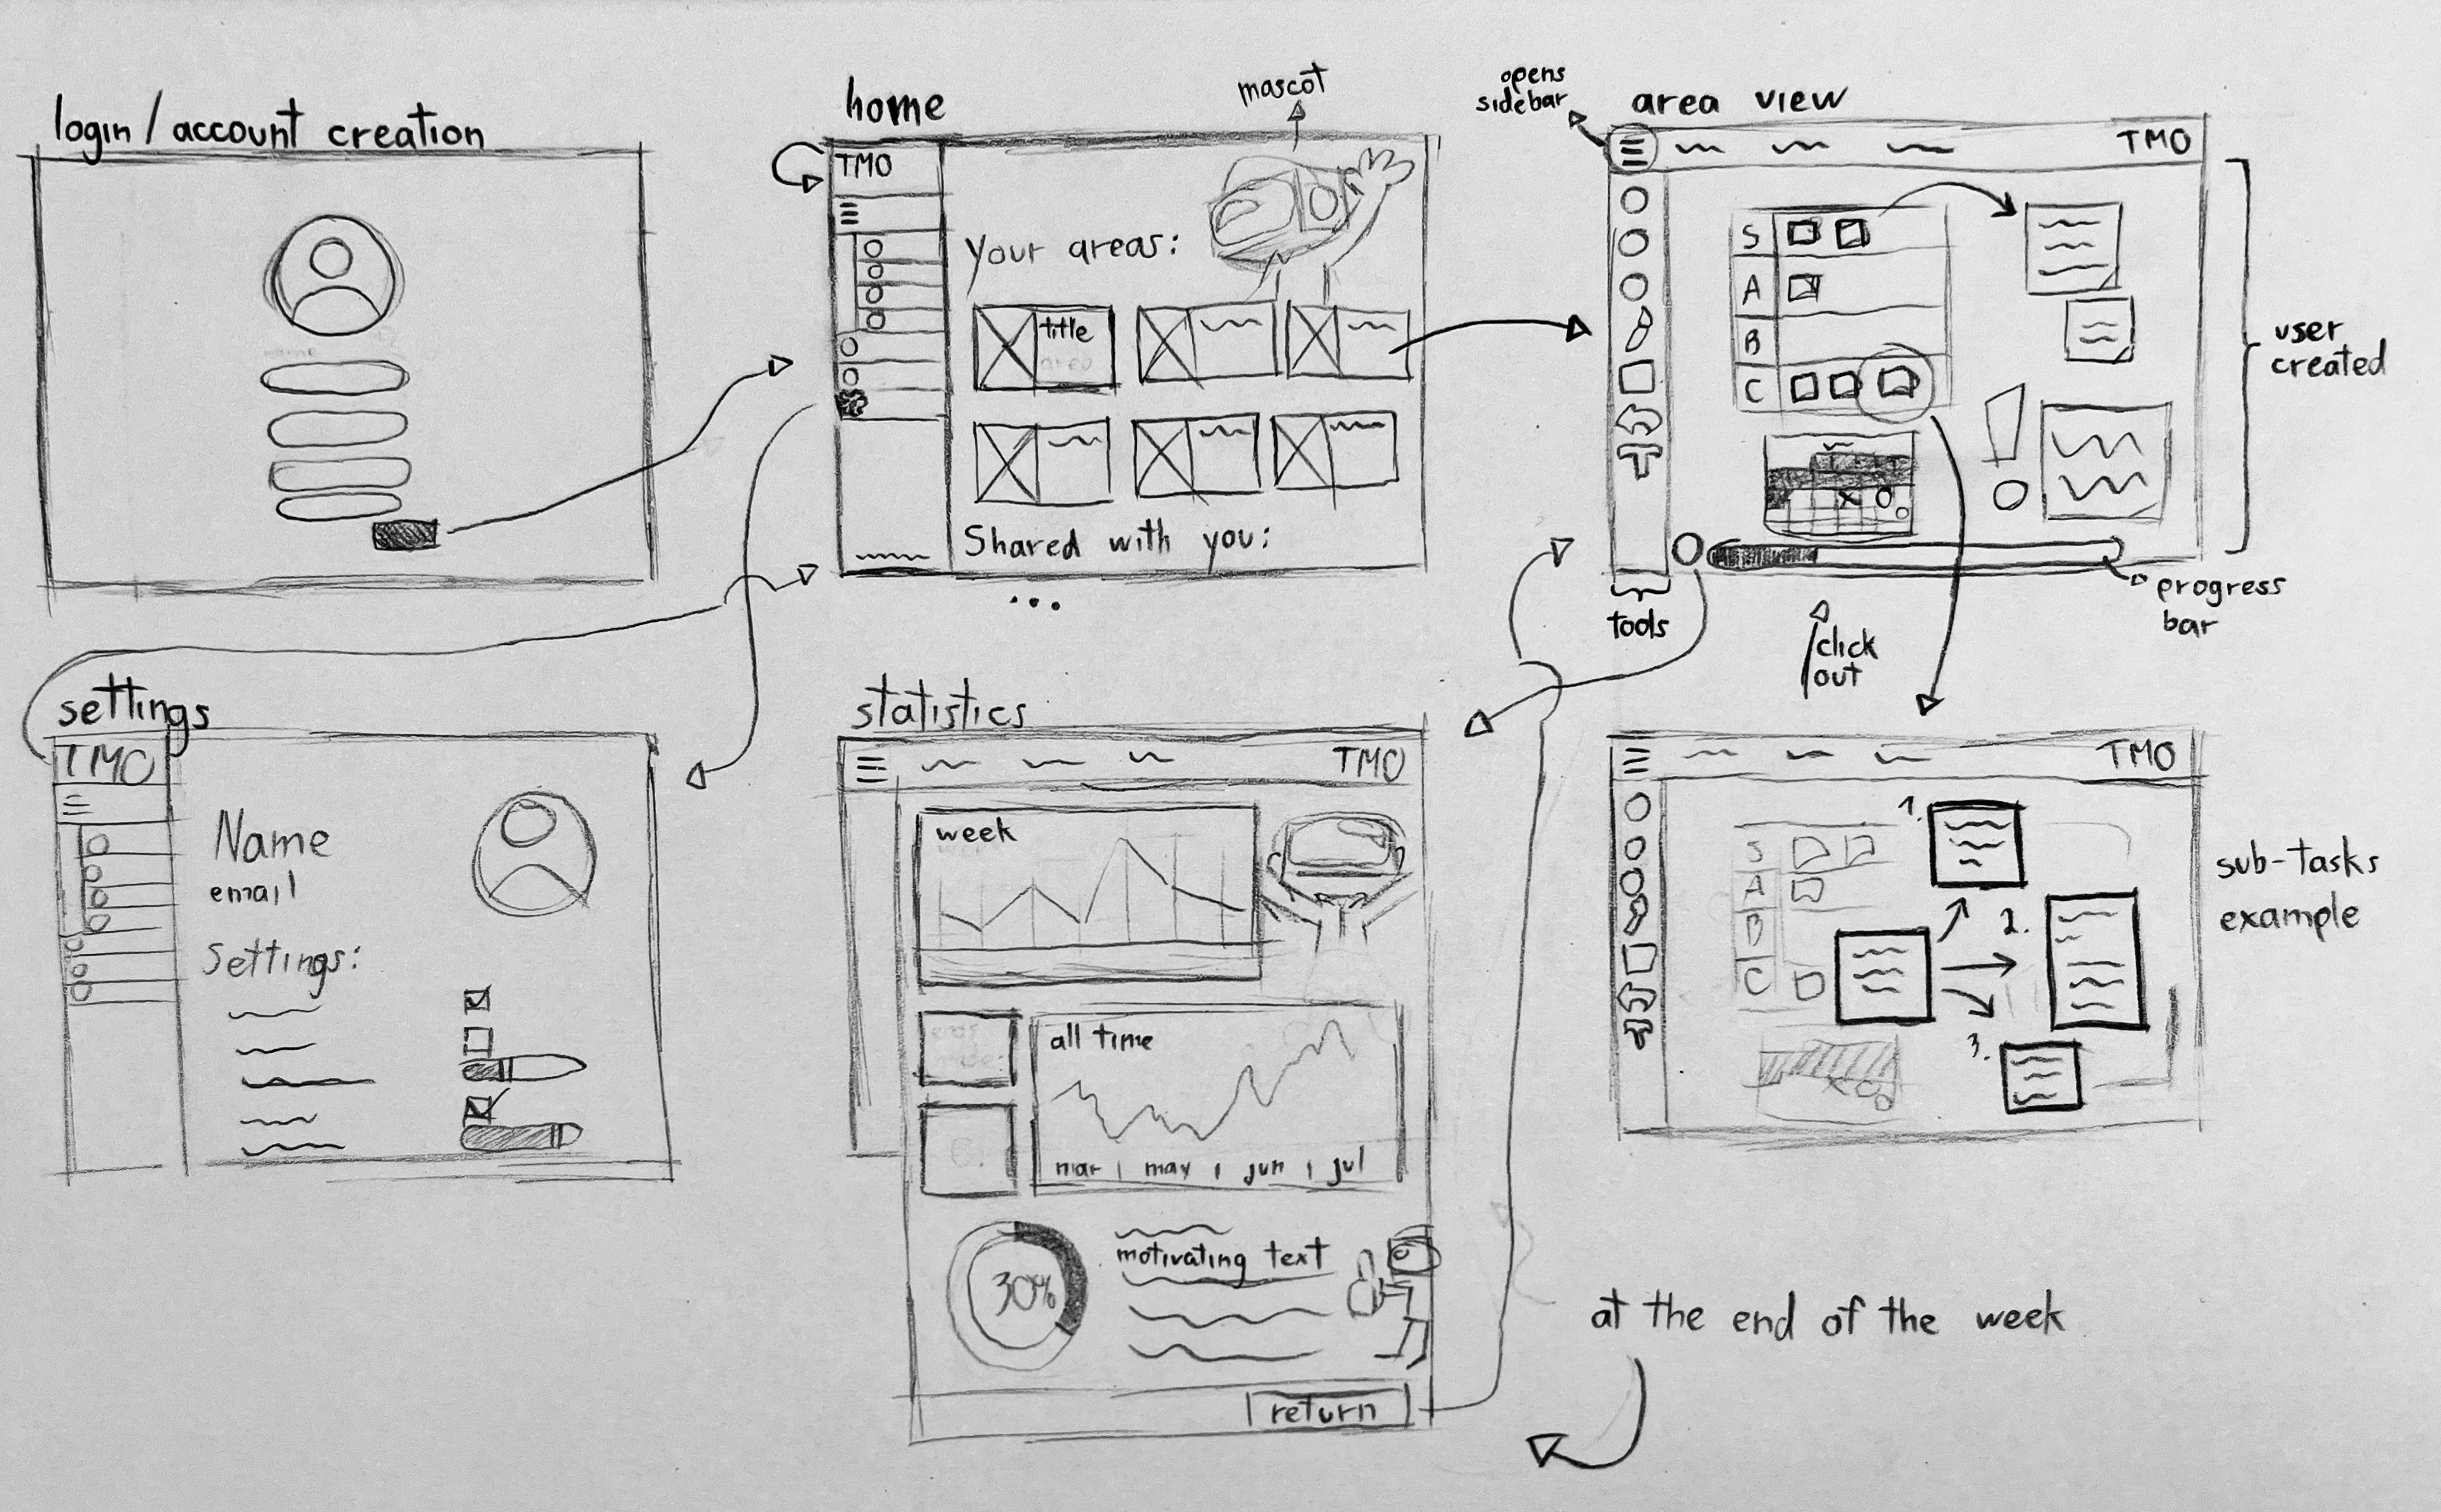 login/account creation
home
mascot
TMO
Your areas:
title
area
Shared with you:
...
opens
sidebar
area view
TMO
S
A
B
C
user
created
tools
progress
bar
click
out
settings
TMO
Name
email
Settings:
statistics
TMO
week
all time
mar | may | jun | jul
30%
motivating text
return
TMO
S
A
B
C
1.
2.
3.
sub-tasks
example
at the end of the week